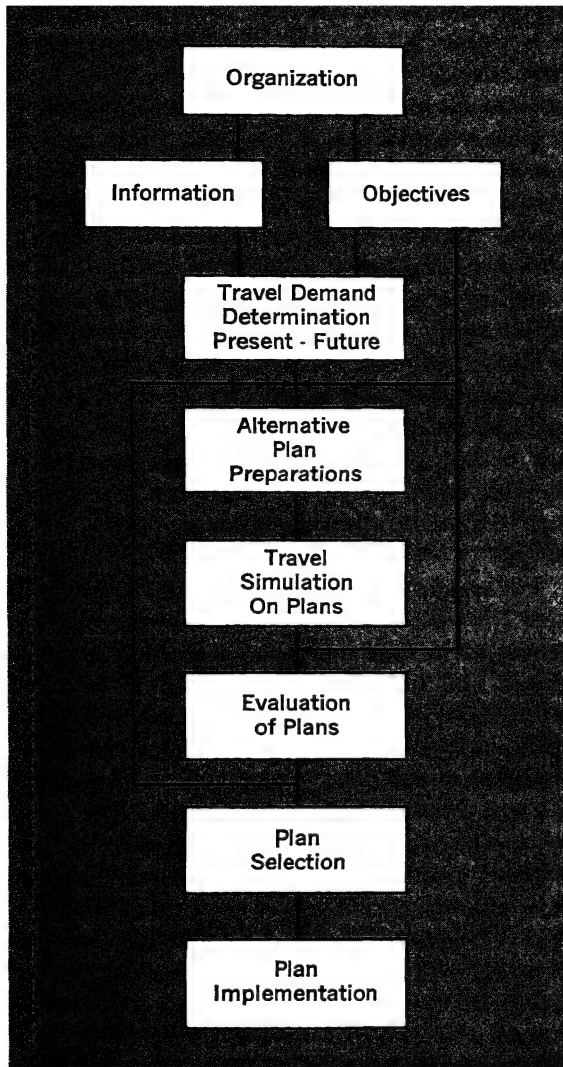 Organization
Information
Objectives
Travel Demand
Determination
Present - Future
Alternative
Plan
Preparations
Travel
Simulation
On Plans
Evaluation
of Plans
Plan
Selection
Plan
Implementation